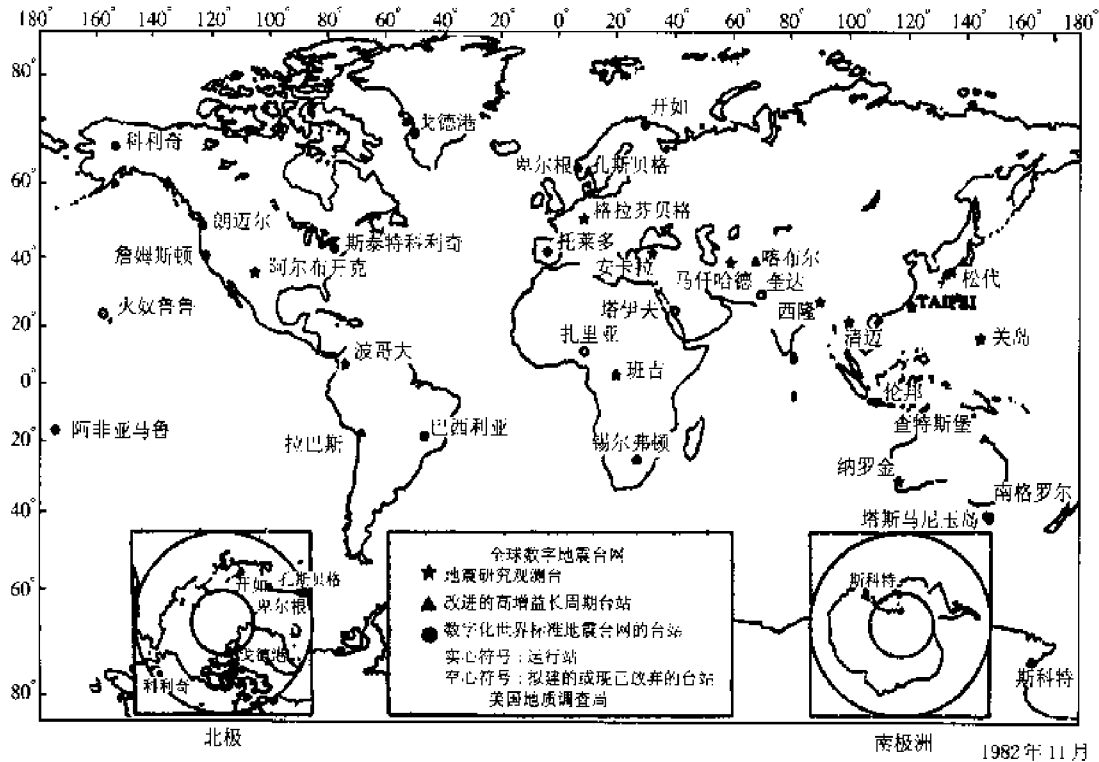 180° 160° 140° 120° 100° 80° 60° 40° 20° 0° 20° 40° 60° 80° 100° 120° 140° 160° 180°
80°
60°
40°
20°
0°
20°
40°
60°
80°
科利奇
戈德港
开如
卑尔根
孔斯贝格
朗迈尔
格拉芬贝格
斯泰特科利奇
托莱多
詹姆斯顿
阿尔布开克
安卡拉
马什哈德
喀布尔
奎达
松代
火奴鲁鲁
塔伊夫
西隆
TAIPEI
扎里亚
清迈
关岛
波哥大
班吉
伦邦
阿非亚马鲁
拉巴斯
巴西利亚
锡尔弗顿
查特斯堡
纳罗金
南格罗尔
塔斯马尼亚岛
全球数字地震台网
地震研究观测台
改进的高增益长周期台站
数字化世界标准地震台网的台站
实心符号:运行站
空心符号:拟建的或现已改弃的台站
美国地质调查局
开如
孔斯贝格
卑尔根
戈德港
科利奇
北极
斯科特
南极洲
斯科特
1982年11月